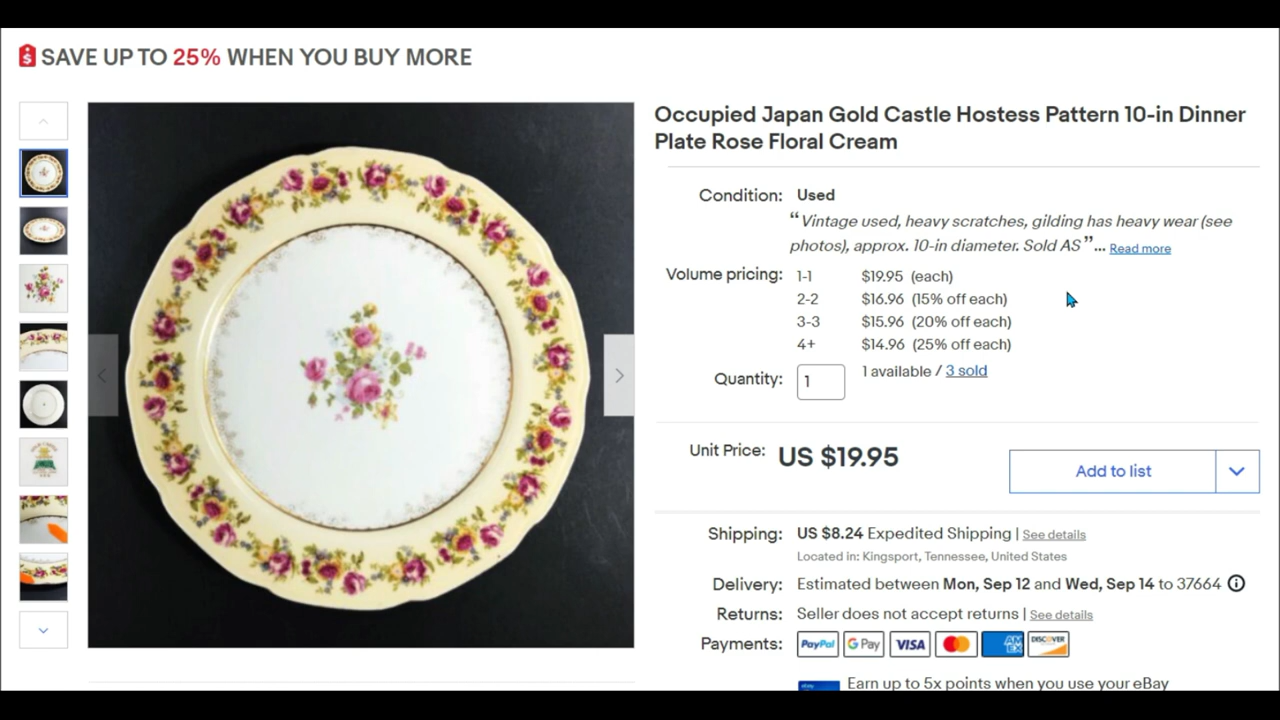 SAVE UP TO 25% WHEN YOU BUY MORE
Occupied Japan Gold Castle Hostess Pattern 10-in Dinner
Plate Rose Floral Cream
Condition: Used
“Vintage used, heavy scratches, gilding has heavy wear (see
photos), approx. 10-in diameter. Sold AS”... Read more
Volume pricing: 1-1 $19.95 (each)
2-2 $16.96 (15% off each)
3-3 $15.96 (20% off each)
4+ $14.96 (25% off each)
Quantity: 1 1 available / 3 sold
Unit Price: US $19.95 Add to list
Shipping: US $8.24 Expedited Shipping | See details
Located in: Kingsport, Tennessee, United States
Delivery: Estimated between Mon, Sep 12 and Wed, Sep 14 to 37664
Returns: Seller does not accept returns | See details
Payments: PayPal G Pay VISA AM EX DISCOVER
Earn up to 5x points when you use your eBay